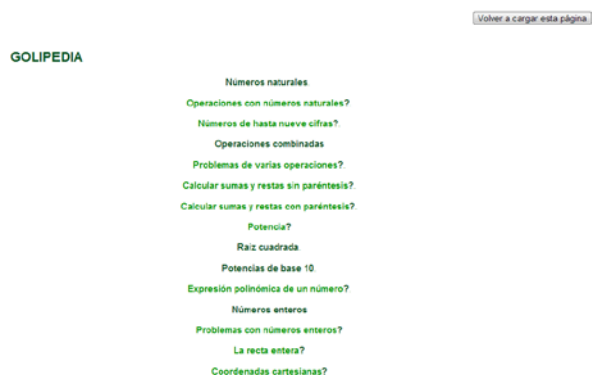 Volver a cargar esta página
GOLIPEDIA
Números naturales.
Operaciones con números naturales?
Números de hasta nueve cifras?.
Operaciones combinadas
Problemas de varias operaciones?.
Calcular sumas y restas sin paréntesis?.
Calcular sumas y restas con paréntesis?.
Potencia?
Raiz cuadrada.
Potencias de base 10.
Expresión polinómica de un número?
Números enteros
Problemas con números enteros?
La recta entera?
Coordenadas cartesianas?